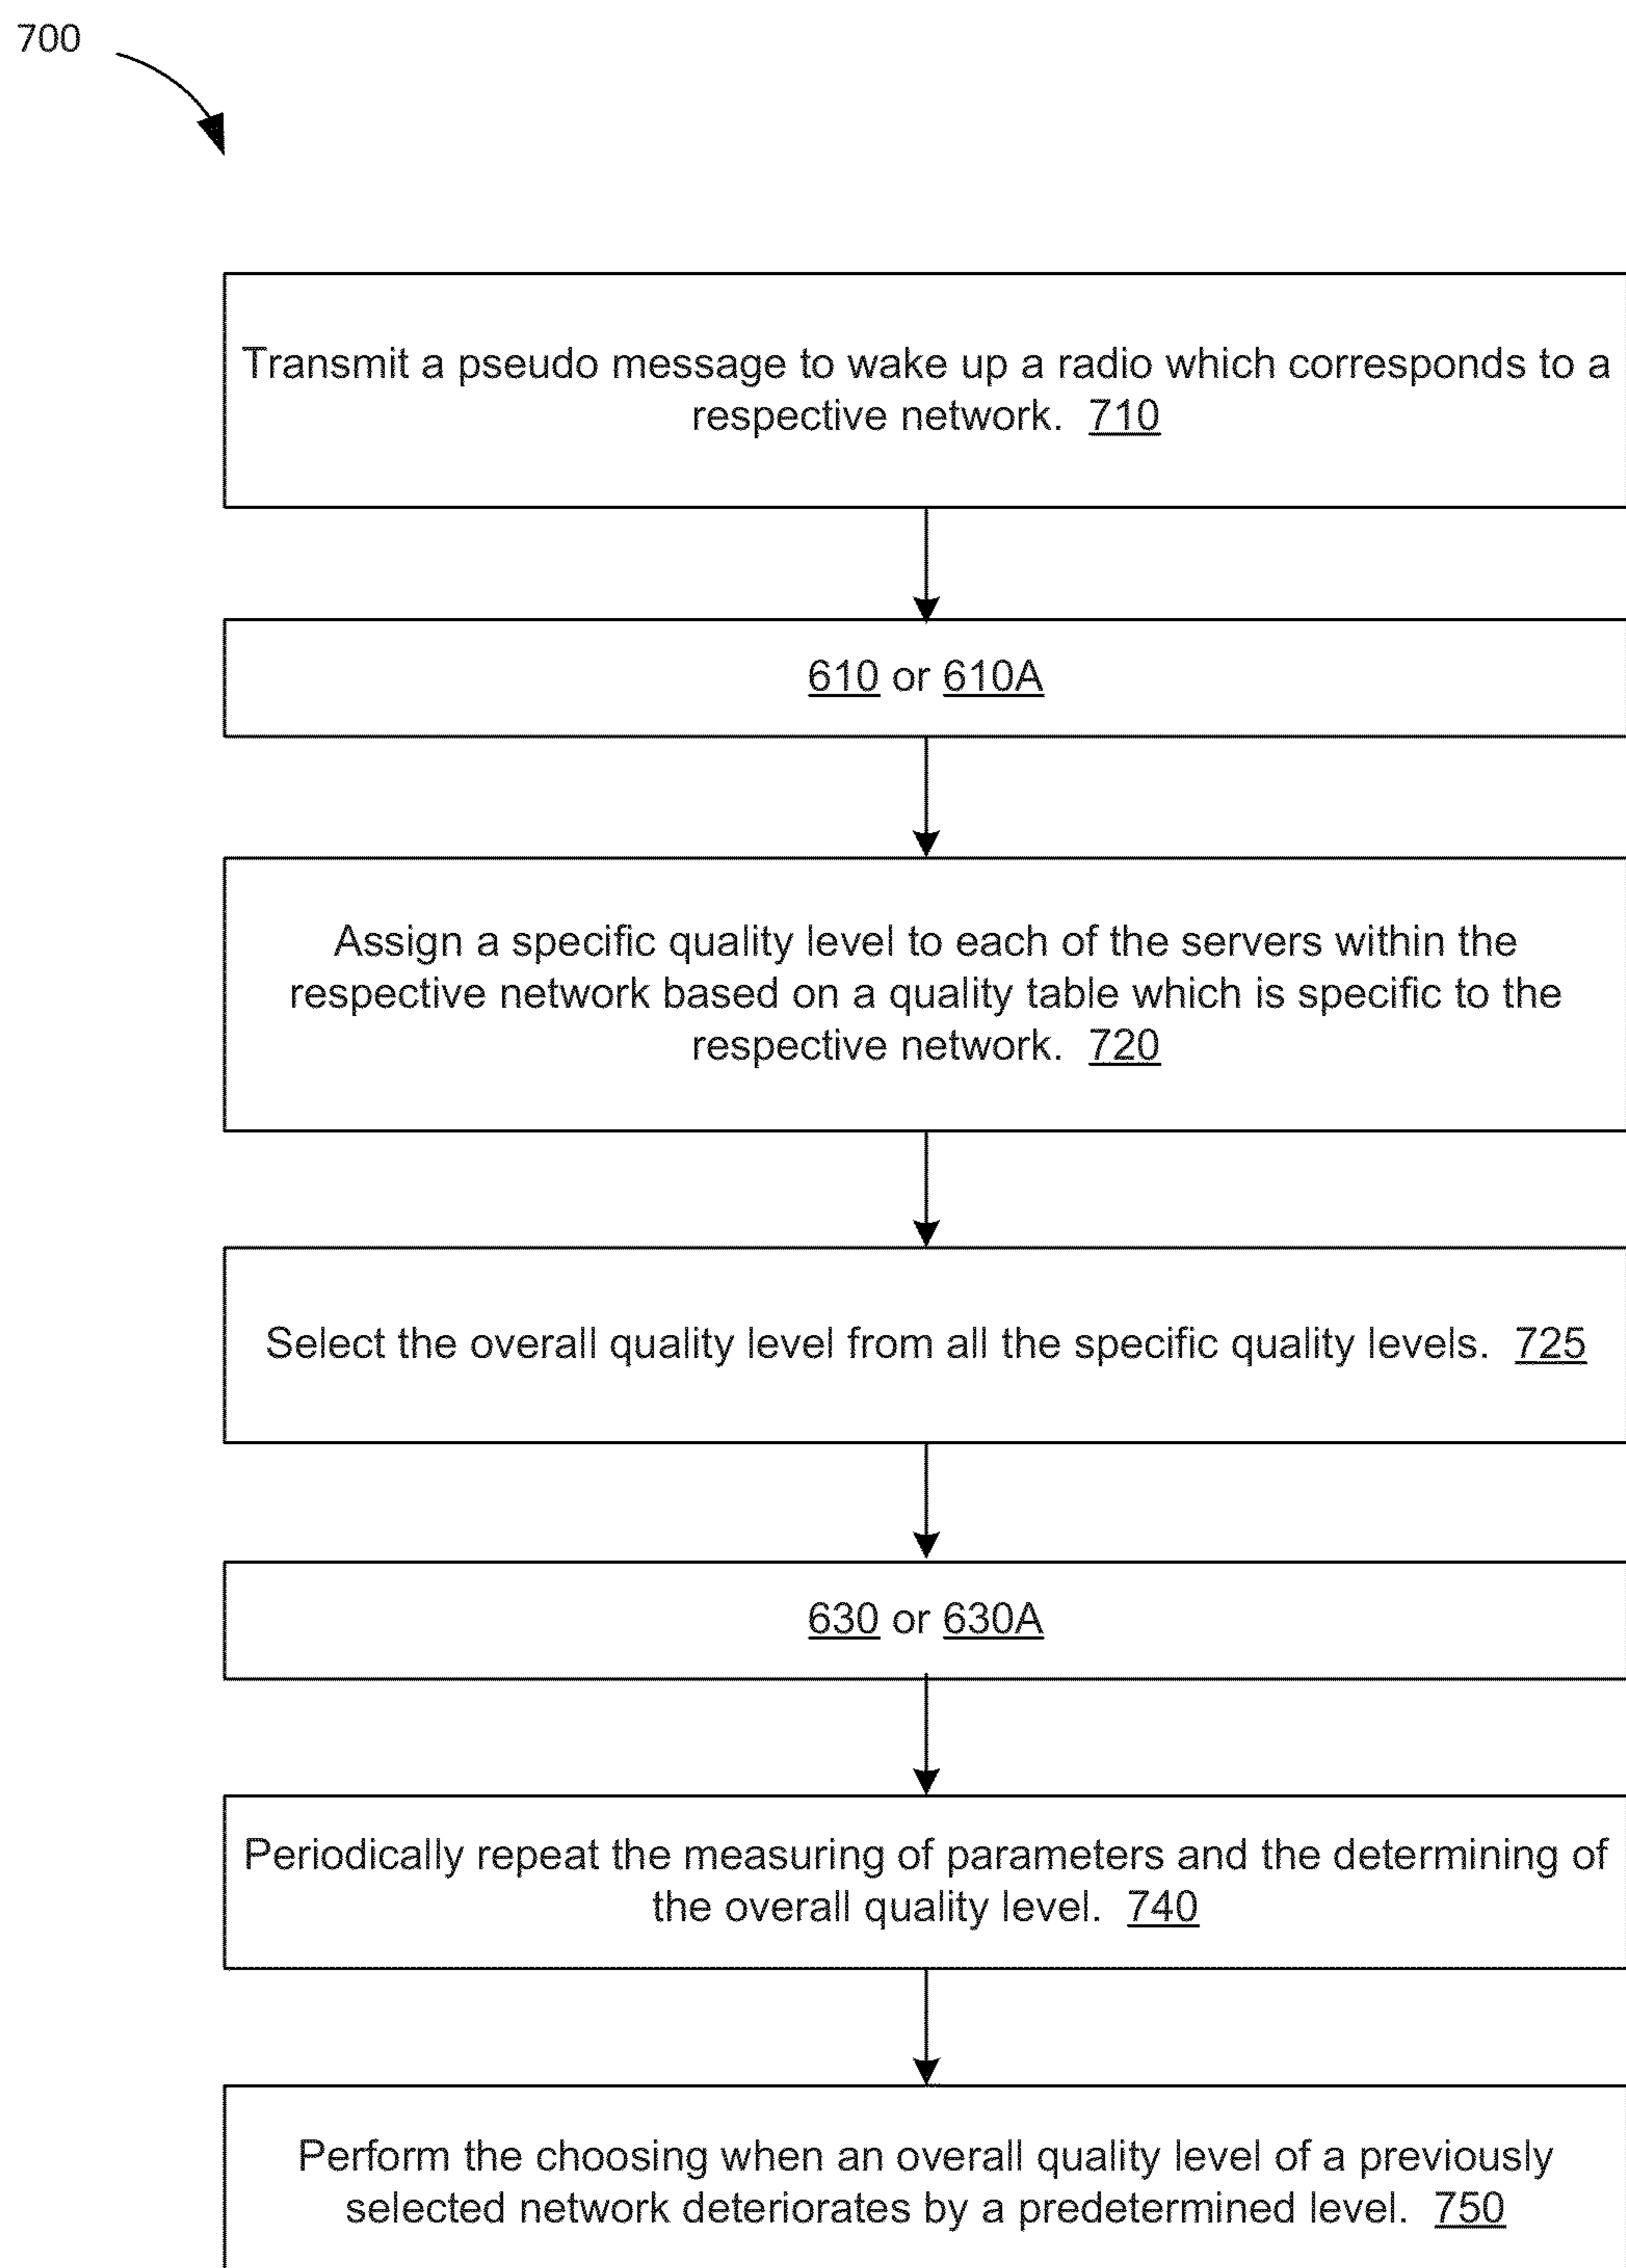 700
Transmit a pseudo message to wake up a radio which corresponds to a
respective network. 710
610 or 610A
Assign a specific quality level to each of the servers within the
respective network based on a quality table which is specific to the
respective network. 720
Select the overall quality level from all the specific quality levels. 725
630 or 630A
Periodically repeat the measuring of parameters and the determining of
the overall quality level. 740
Perform the choosing when an overall quality level of a previously
selected network deteriorates by a predetermined level. 750